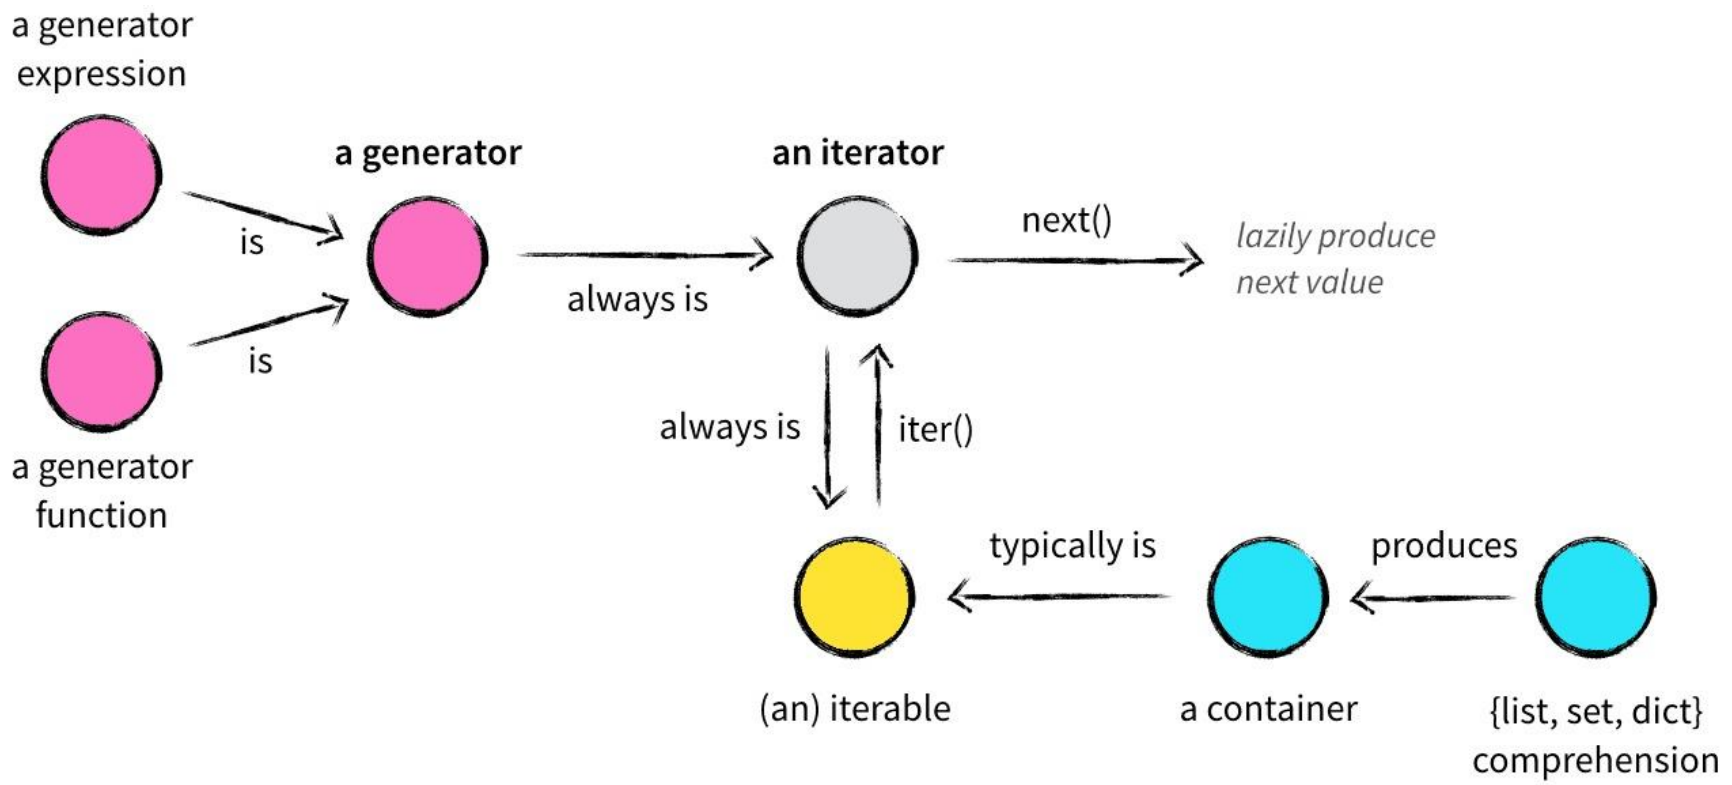 a generator
expression
a generator
an iterator
is
next()
lazily produce
next value
always is
is
always is
iter()
a generator
function
typically is
produces
(an) iterable
a container
{list, set, dict}
comprehension